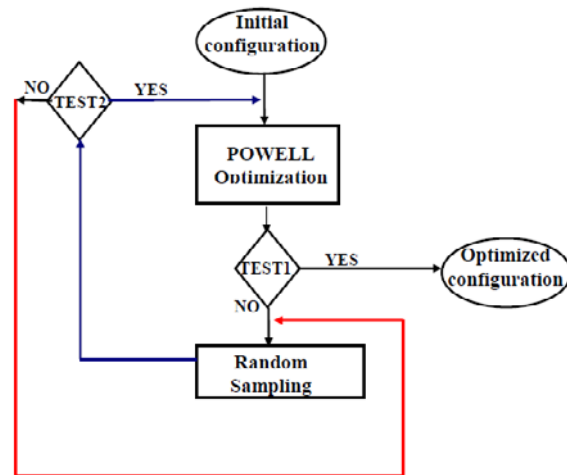 Initial
configuration
NO
TEST2
YES
POWELL
Optimization
TEST1
YES
Optimized
configuration
NO
Random
Sampling